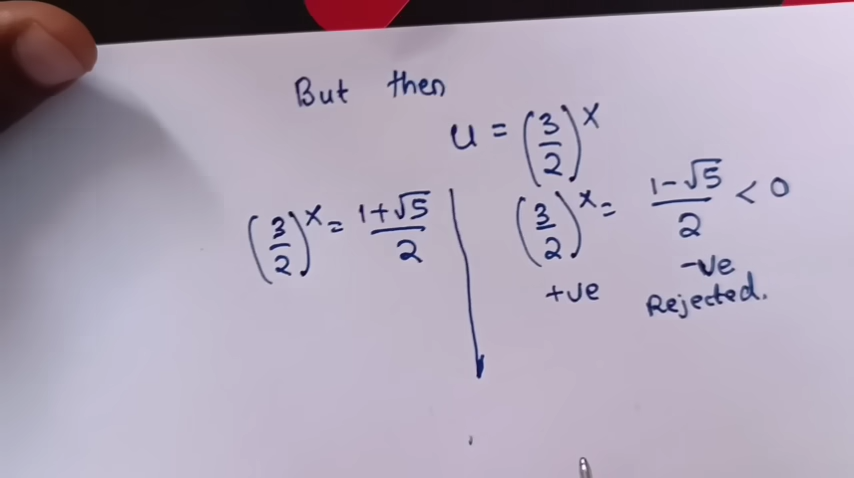 But then
u = (3/2)^x
(3/2)^x = (1+√5)/2
(3/2)^x = (1-√5)/2 < 0
+ve
-ve
Rejected.